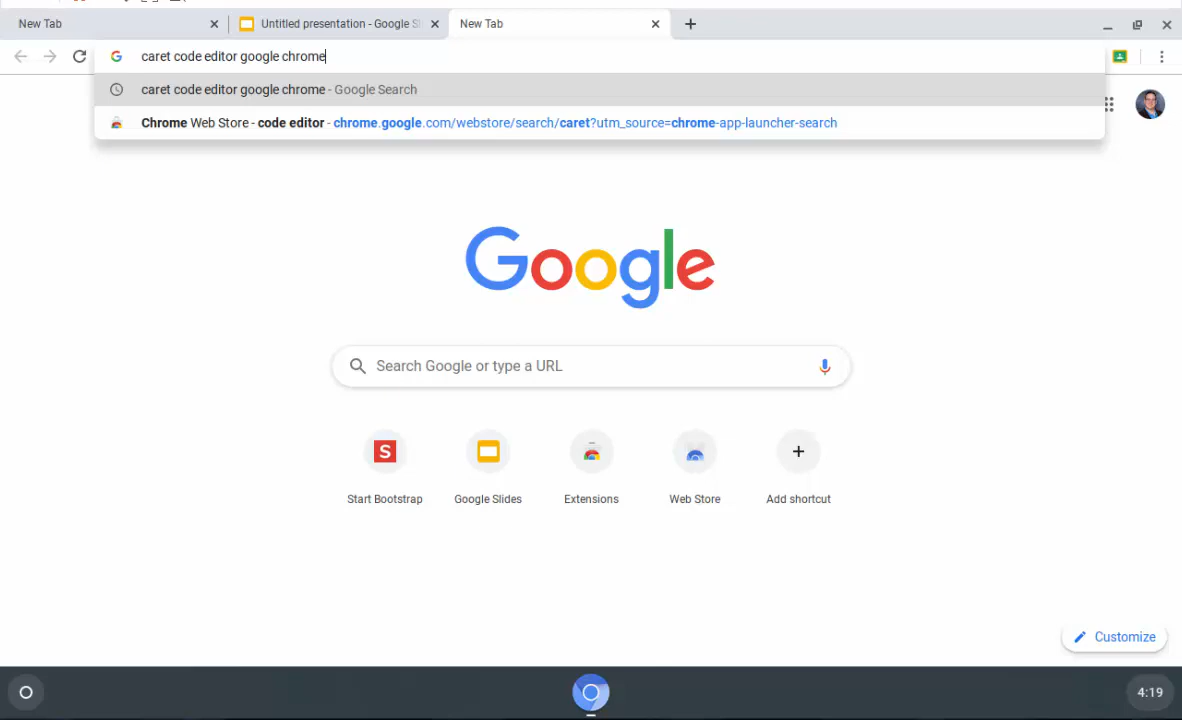 New Tab
Untitled presentation - Google Sl
New Tab
caret code editor google chrome
caret code editor google chrome - Google Search
Chrome Web Store - code editor - chrome.google.com/webstore/search/caret?utm_source=chrome-app-launcher-search
Google
Search Google or type a URL
S
Start Bootstrap
Google Slides
Extensions
Web Store
Add shortcut
Customize
4:19